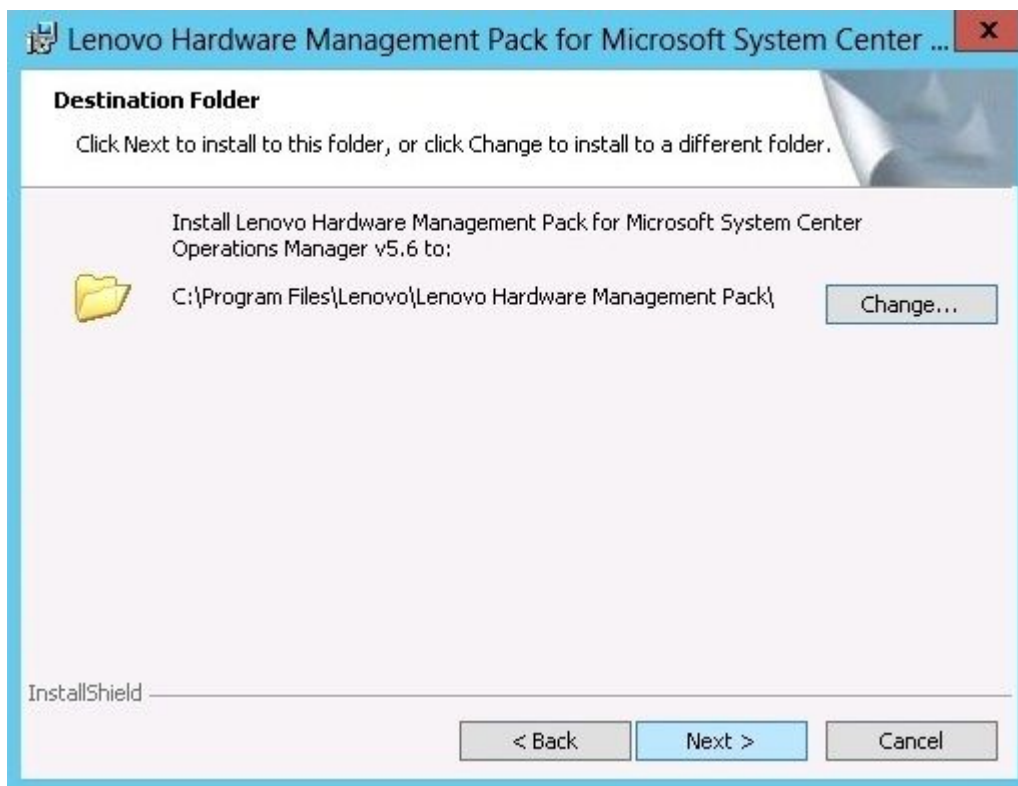 Lenovo Hardware Management Pack for Microsoft System Center ...
x
Destination Folder
Click Next to install to this folder, or click Change to install to a different folder.
Install Lenovo Hardware Management Pack for Microsoft System Center
Operations Manager v5.6 to:
C:\Program Files\Lenovo\Lenovo Hardware Management Pack\
Change...
InstallShield
< Back
Next >
Cancel